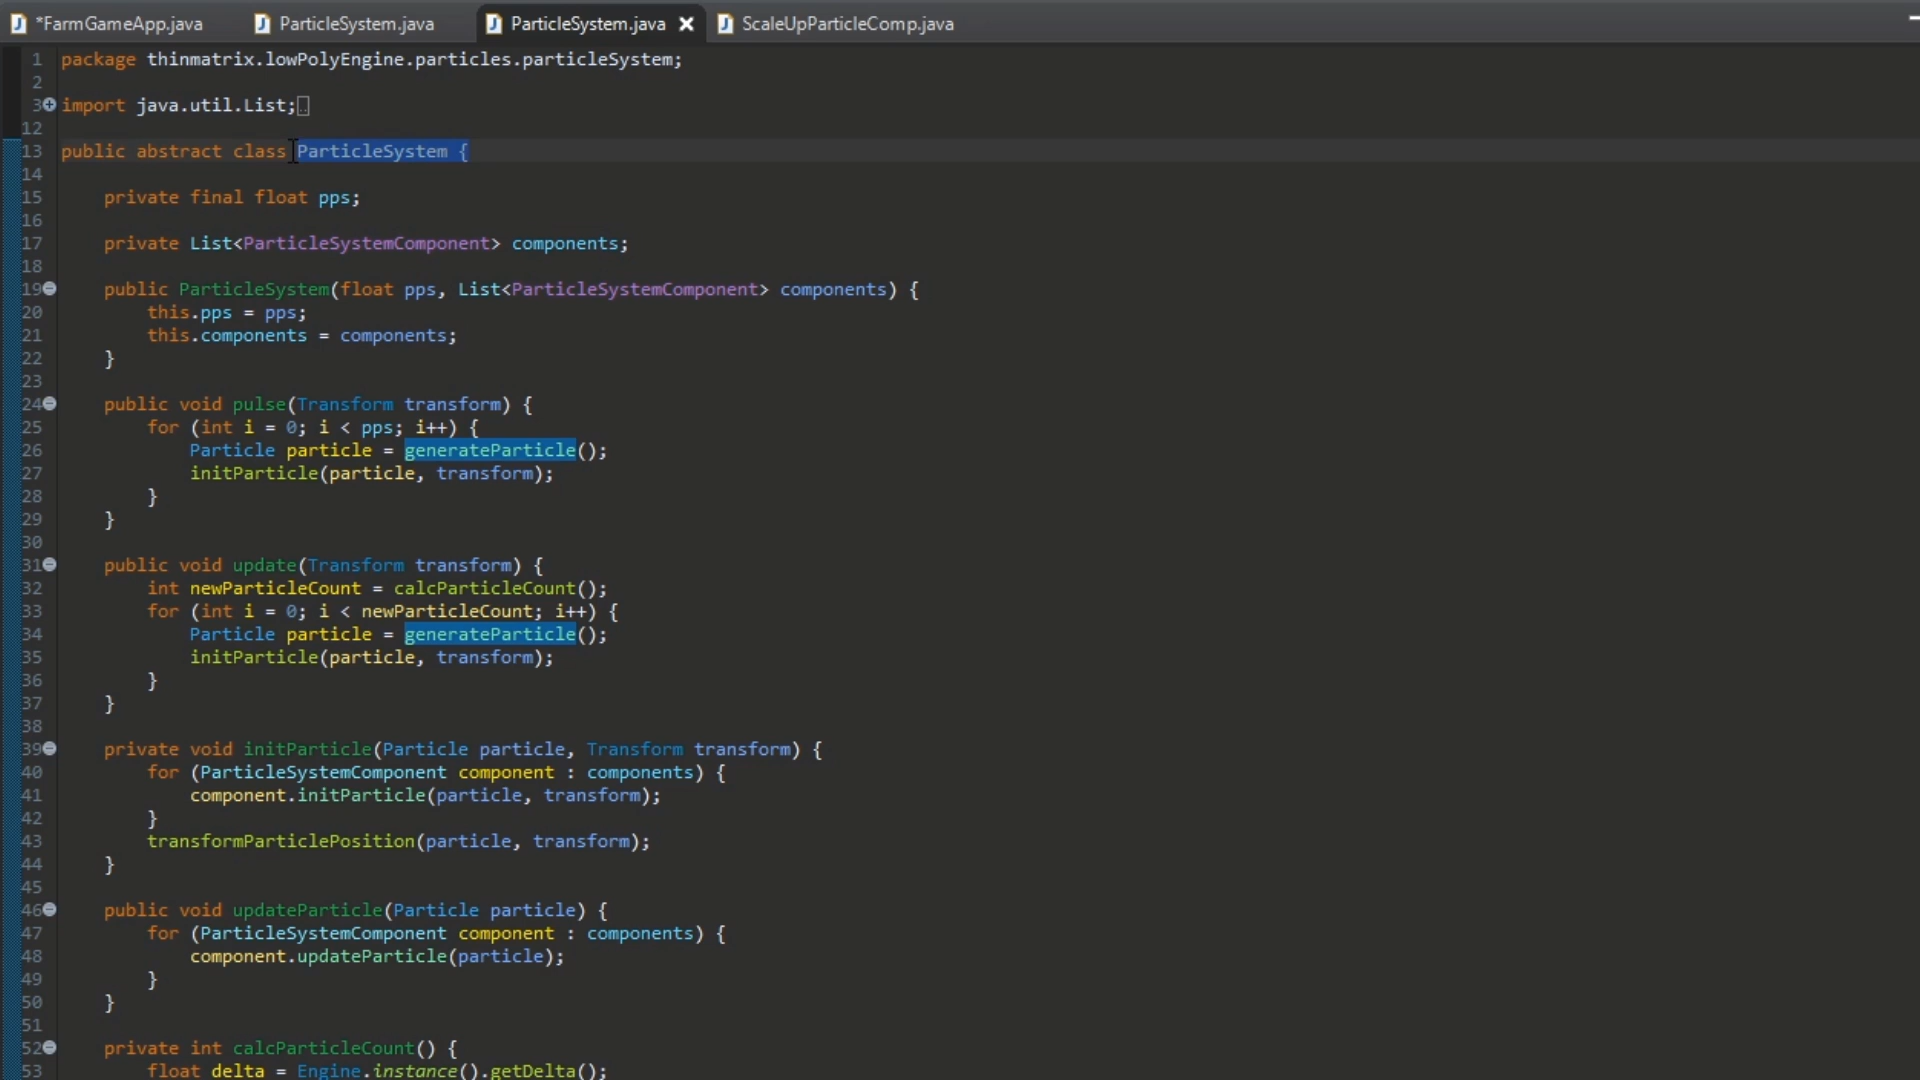 *FarmGameApp.java
ParticleSystem.java
ParticleSystem.java
ScaleUpParticleComp.java
1 package thinmatrix.lowPolyEngine.particles.particleSystem;
2
3 import java.util.List;
12
13 public abstract class ParticleSystem {
14
15 private final float pps;
16
17 private List<ParticleSystemComponent> components;
18
19 public ParticleSystem(float pps, List<ParticleSystemComponent> components) {
20 this.pps = pps;
21 this.components = components;
22 }
23
24 public void pulse(Transform transform) {
25 for (int i = 0; i < pps; i++) {
26 Particle particle = generateParticle();
27 initParticle(particle, transform);
28 }
29 }
30
31 public void update(Transform transform) {
32 int newParticleCount = calcParticleCount();
33 for (int i = 0; i < newParticleCount; i++) {
34 Particle particle = generateParticle();
35 initParticle(particle, transform);
36 }
37 }
38
39 private void initParticle(Particle particle, Transform transform) {
40 for (ParticleSystemComponent component : components) {
41 component.initParticle(particle, transform);
42 }
43 transformParticlePosition(particle, transform);
44 }
45
46 public void updateParticle(Particle particle) {
47 for (ParticleSystemComponent component : components) {
48 component.updateParticle(particle);
49 }
50 }
51
52 private int calcParticleCount() {
53 float delta = Engine.instance().getDelta();